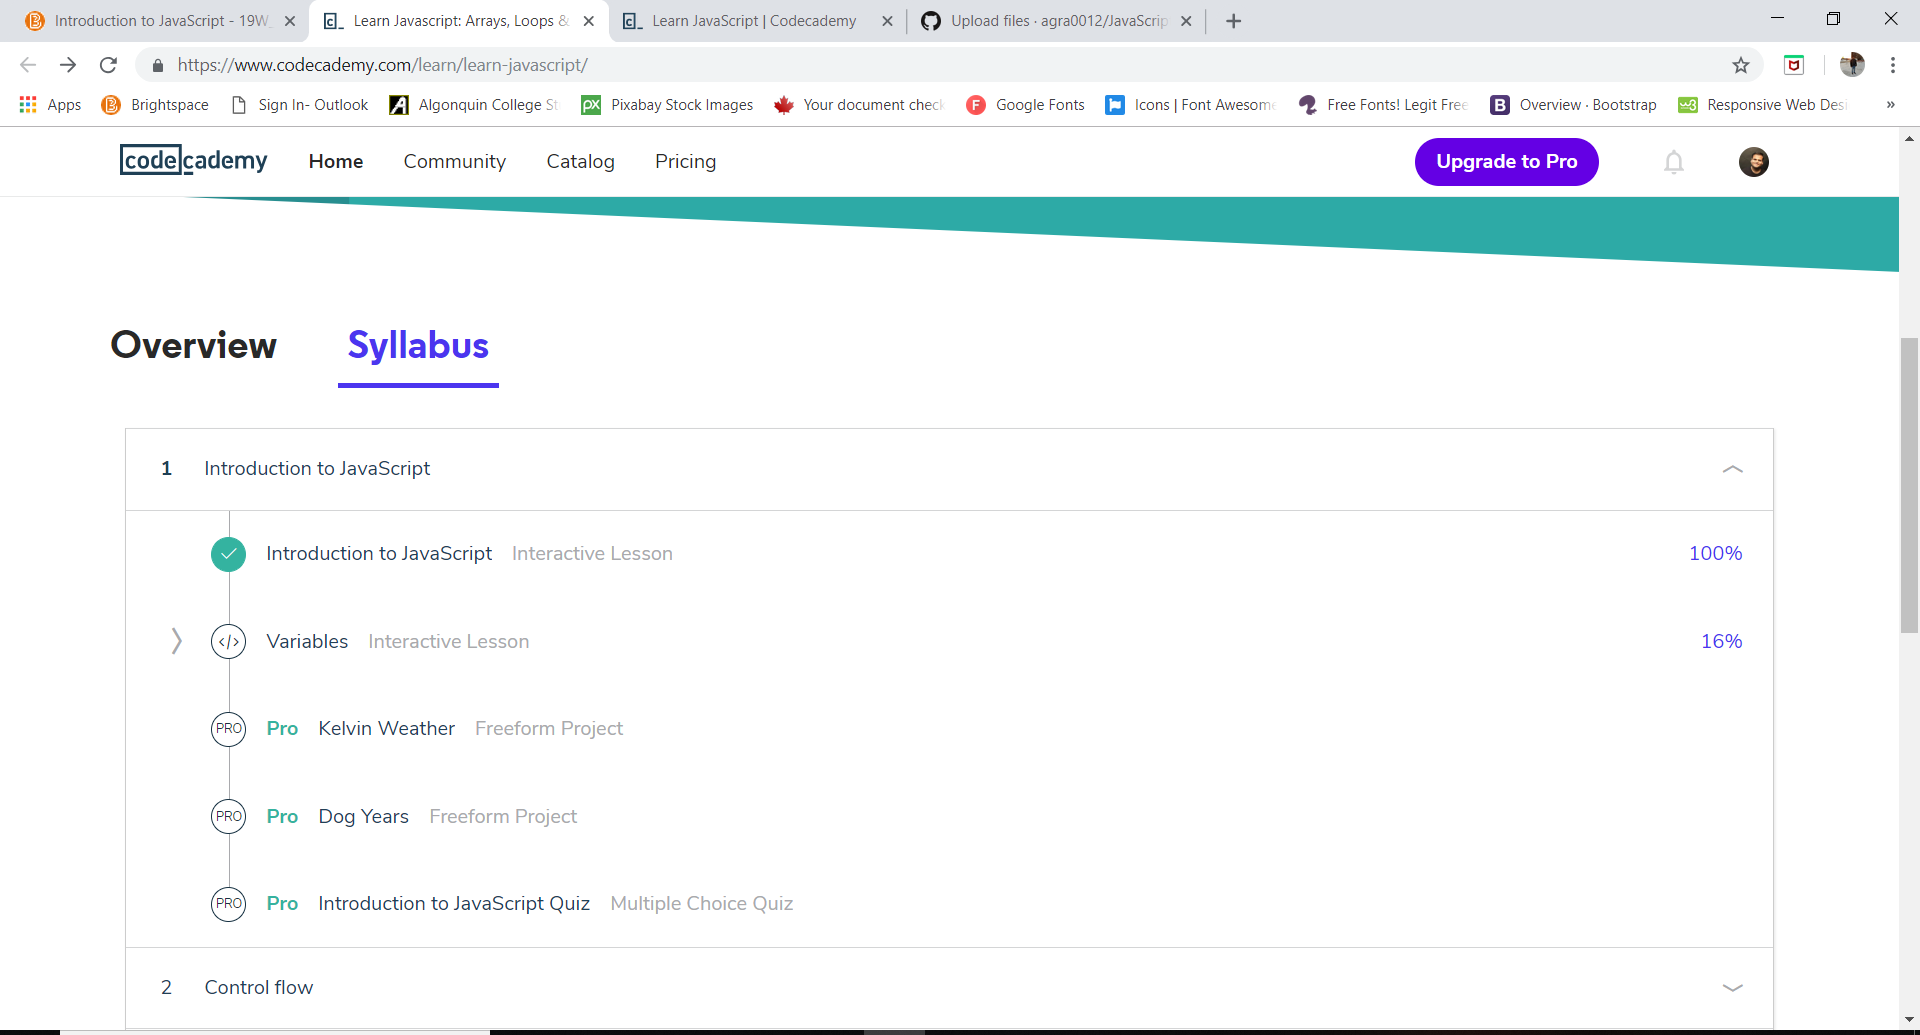 Introduction to JavaScript - 19W_
Learn Javascript: Arrays, Loops &
Learn JavaScript | Codecademy
Upload files · agra0012/JavaScrip
https://www.codecademy.com/learn/learn-javascript/
Apps
Brightspace
Sign In- Outlook
Algonquin College St
Pixabay Stock Images
Your document check
Google Fonts
Icons | Font Awesome
Free Fonts! Legit Free
Overview · Bootstrap
Responsive Web Desi
»
codecademy
Home
Community
Catalog
Pricing
Upgrade to Pro
Overview
Syllabus
1 Introduction to JavaScript
Introduction to JavaScript Interactive Lesson 100%
</> Variables Interactive Lesson 16%
PRO Pro Kelvin Weather Freeform Project
PRO Pro Dog Years Freeform Project
PRO Pro Introduction to JavaScript Quiz Multiple Choice Quiz
2 Control flow